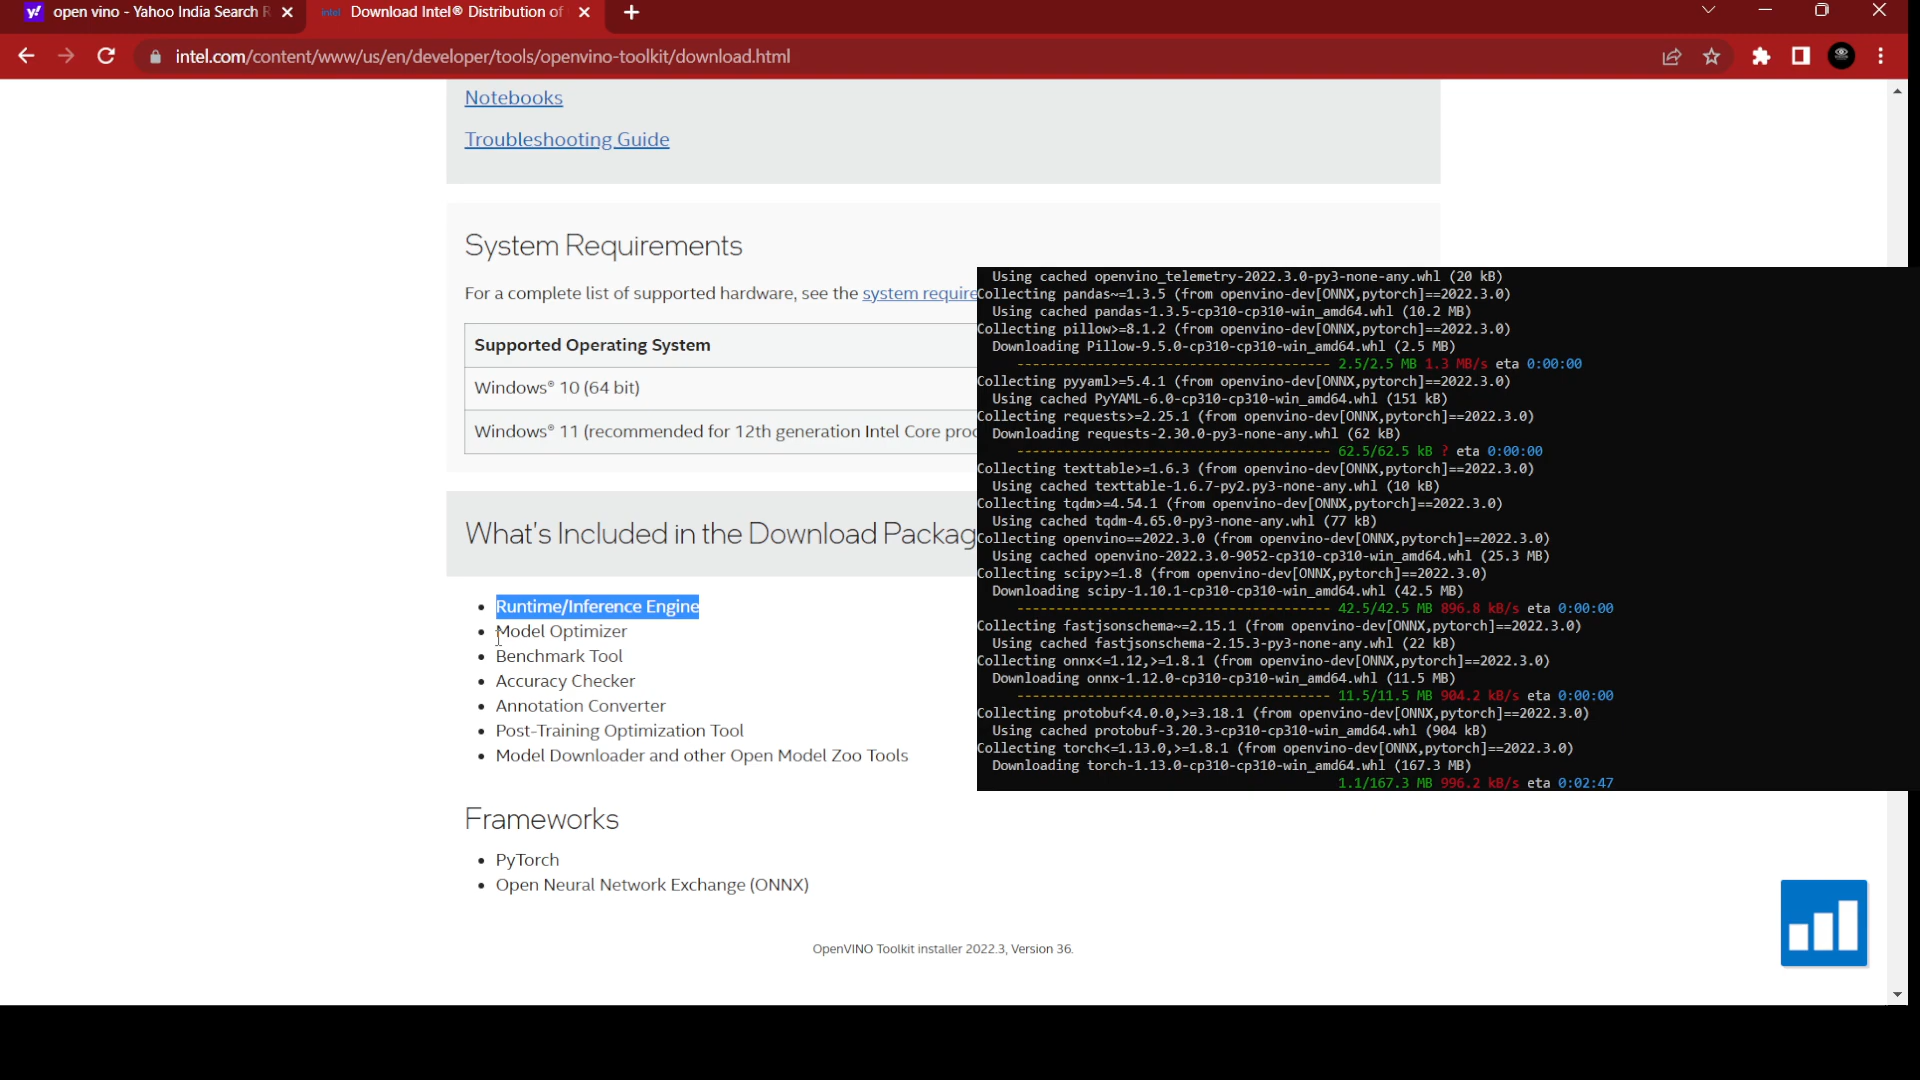 open vino - Yahoo India Search R
intel Download Intel® Distribution of
intel.com/content/www/us/en/developer/tools/openvino-toolkit/download.html
Notebooks
Troubleshooting Guide
System Requirements
For a complete list of supported hardware, see the system require
Supported Operating System
Windows® 10 (64 bit)
Windows® 11 (recommended for 12th generation Intel Core proc
What's Included in the Download Packag
• Runtime/Inference Engine
• Model Optimizer
• Benchmark Tool
• Accuracy Checker
• Annotation Converter
• Post-Training Optimization Tool
• Model Downloader and other Open Model Zoo Tools
Frameworks
• PyTorch
• Open Neural Network Exchange (ONNX)
OpenVINO Toolkit installer 2022.3, Version 36.
Using cached openvino_telemetry-2022.3.0-py3-none-any.whl (20 kB)
Collecting pandas~=1.3.5 (from openvino-dev[ONNX,pytorch]==2022.3.0)
Using cached pandas-1.3.5-cp310-cp310-win_amd64.whl (10.2 MB)
Collecting pillow>=8.1.2 (from openvino-dev[ONNX,pytorch]==2022.3.0)
Downloading Pillow-9.5.0-cp310-cp310-win_amd64.whl (2.5 MB)
---------------------------------------- 2.5/2.5 MB 1.3 MB/s eta 0:00:00
Collecting pyyaml>=5.4.1 (from openvino-dev[ONNX,pytorch]==2022.3.0)
Using cached PyYAML-6.0-cp310-cp310-win_amd64.whl (151 kB)
Collecting requests>=2.25.1 (from openvino-dev[ONNX,pytorch]==2022.3.0)
Downloading requests-2.30.0-py3-none-any.whl (62 kB)
---------------------------------------- 62.5/62.5 kB ? eta 0:00:00
Collecting texttable>=1.6.3 (from openvino-dev[ONNX,pytorch]==2022.3.0)
Using cached texttable-1.6.7-py2.py3-none-any.whl (10 kB)
Collecting tqdm>=4.54.1 (from openvino-dev[ONNX,pytorch]==2022.3.0)
Using cached tqdm-4.65.0-py3-none-any.whl (77 kB)
Collecting openvino==2022.3.0 (from openvino-dev[ONNX,pytorch]==2022.3.0)
Using cached openvino-2022.3.0-9052-cp310-cp310-win_amd64.whl (25.3 MB)
Collecting scipy>=1.8 (from openvino-dev[ONNX,pytorch]==2022.3.0)
Downloading scipy-1.10.1-cp310-cp310-win_amd64.whl (42.5 MB)
---------------------------------------- 42.5/42.5 MB 896.8 kB/s eta 0:00:00
Collecting fastjsonschema~=2.15.1 (from openvino-dev[ONNX,pytorch]==2022.3.0)
Using cached fastjsonschema-2.15.3-py3-none-any.whl (22 kB)
Collecting onnx<=1.12,>=1.8.1 (from openvino-dev[ONNX,pytorch]==2022.3.0)
Downloading onnx-1.12.0-cp310-cp310-win_amd64.whl (11.5 MB)
---------------------------------------- 11.5/11.5 MB 904.2 kB/s eta 0:00:00
Collecting protobuf<4.0.0,>=3.18.1 (from openvino-dev[ONNX,pytorch]==2022.3.0)
Using cached protobuf-3.20.3-cp310-cp310-win_amd64.whl (904 kB)
Collecting torch<=1.13.0,>=1.8.1 (from openvino-dev[ONNX,pytorch]==2022.3.0)
Downloading torch-1.13.0-cp310-cp310-win_amd64.whl (167.3 MB)
1.1/167.3 MB 996.2 kB/s eta 0:02:47